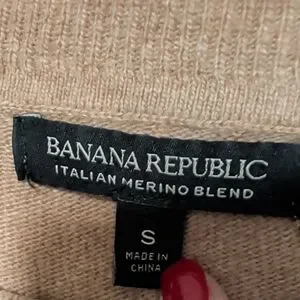 BANANA REPUBLIC
ITALIAN MERINO BLEND
S
MADE IN
CHINA